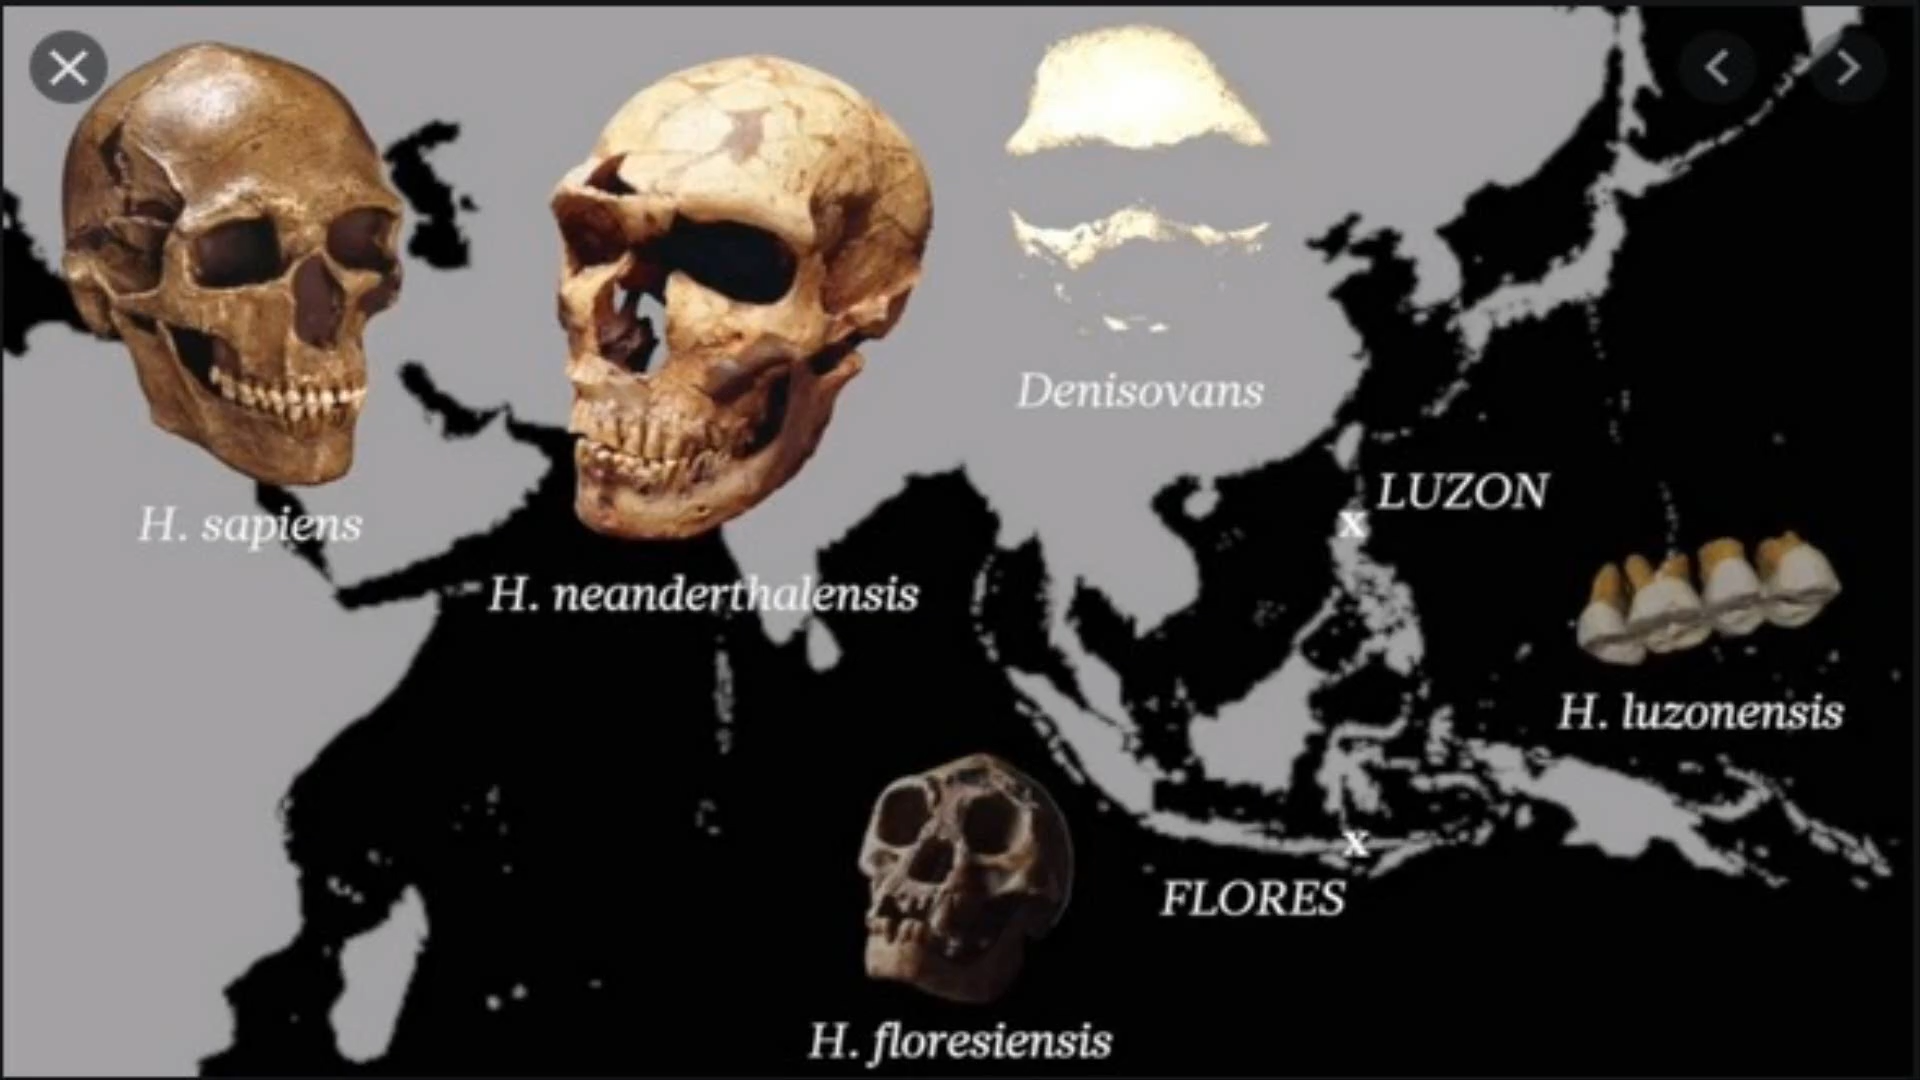 Denisovans
LUZON
x
H. sapiens
H. neanderthalensis
H. luzonensis
x
FLORES
H. floresiensis